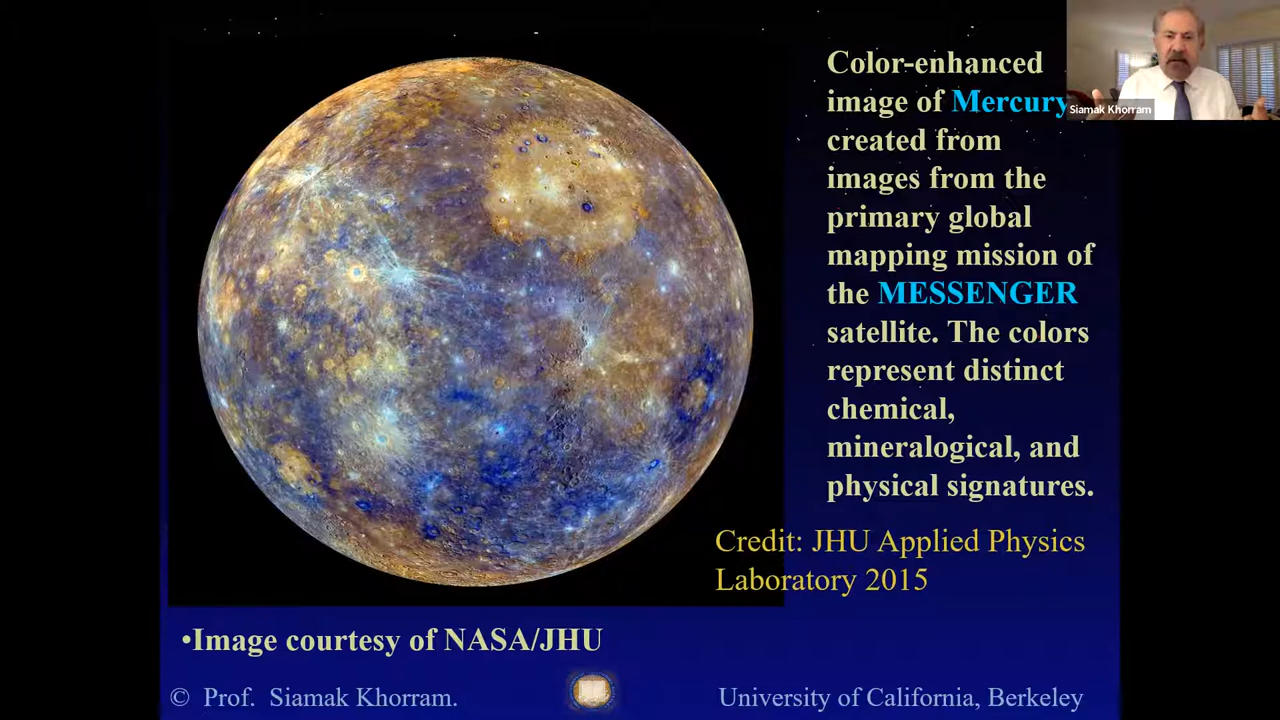 Color-enhanced
image of Mercury
created from
images from the
primary global
mapping mission of
the MESSENGER
satellite. The colors
represent distinct
chemical,
mineralogical, and
physical signatures.
Siamak Khorram
Credit: JHU Applied Physics
Laboratory 2015
•Image courtesy of NASA/JHU
© Prof. Siamak Khorram.
University of California, Berkeley